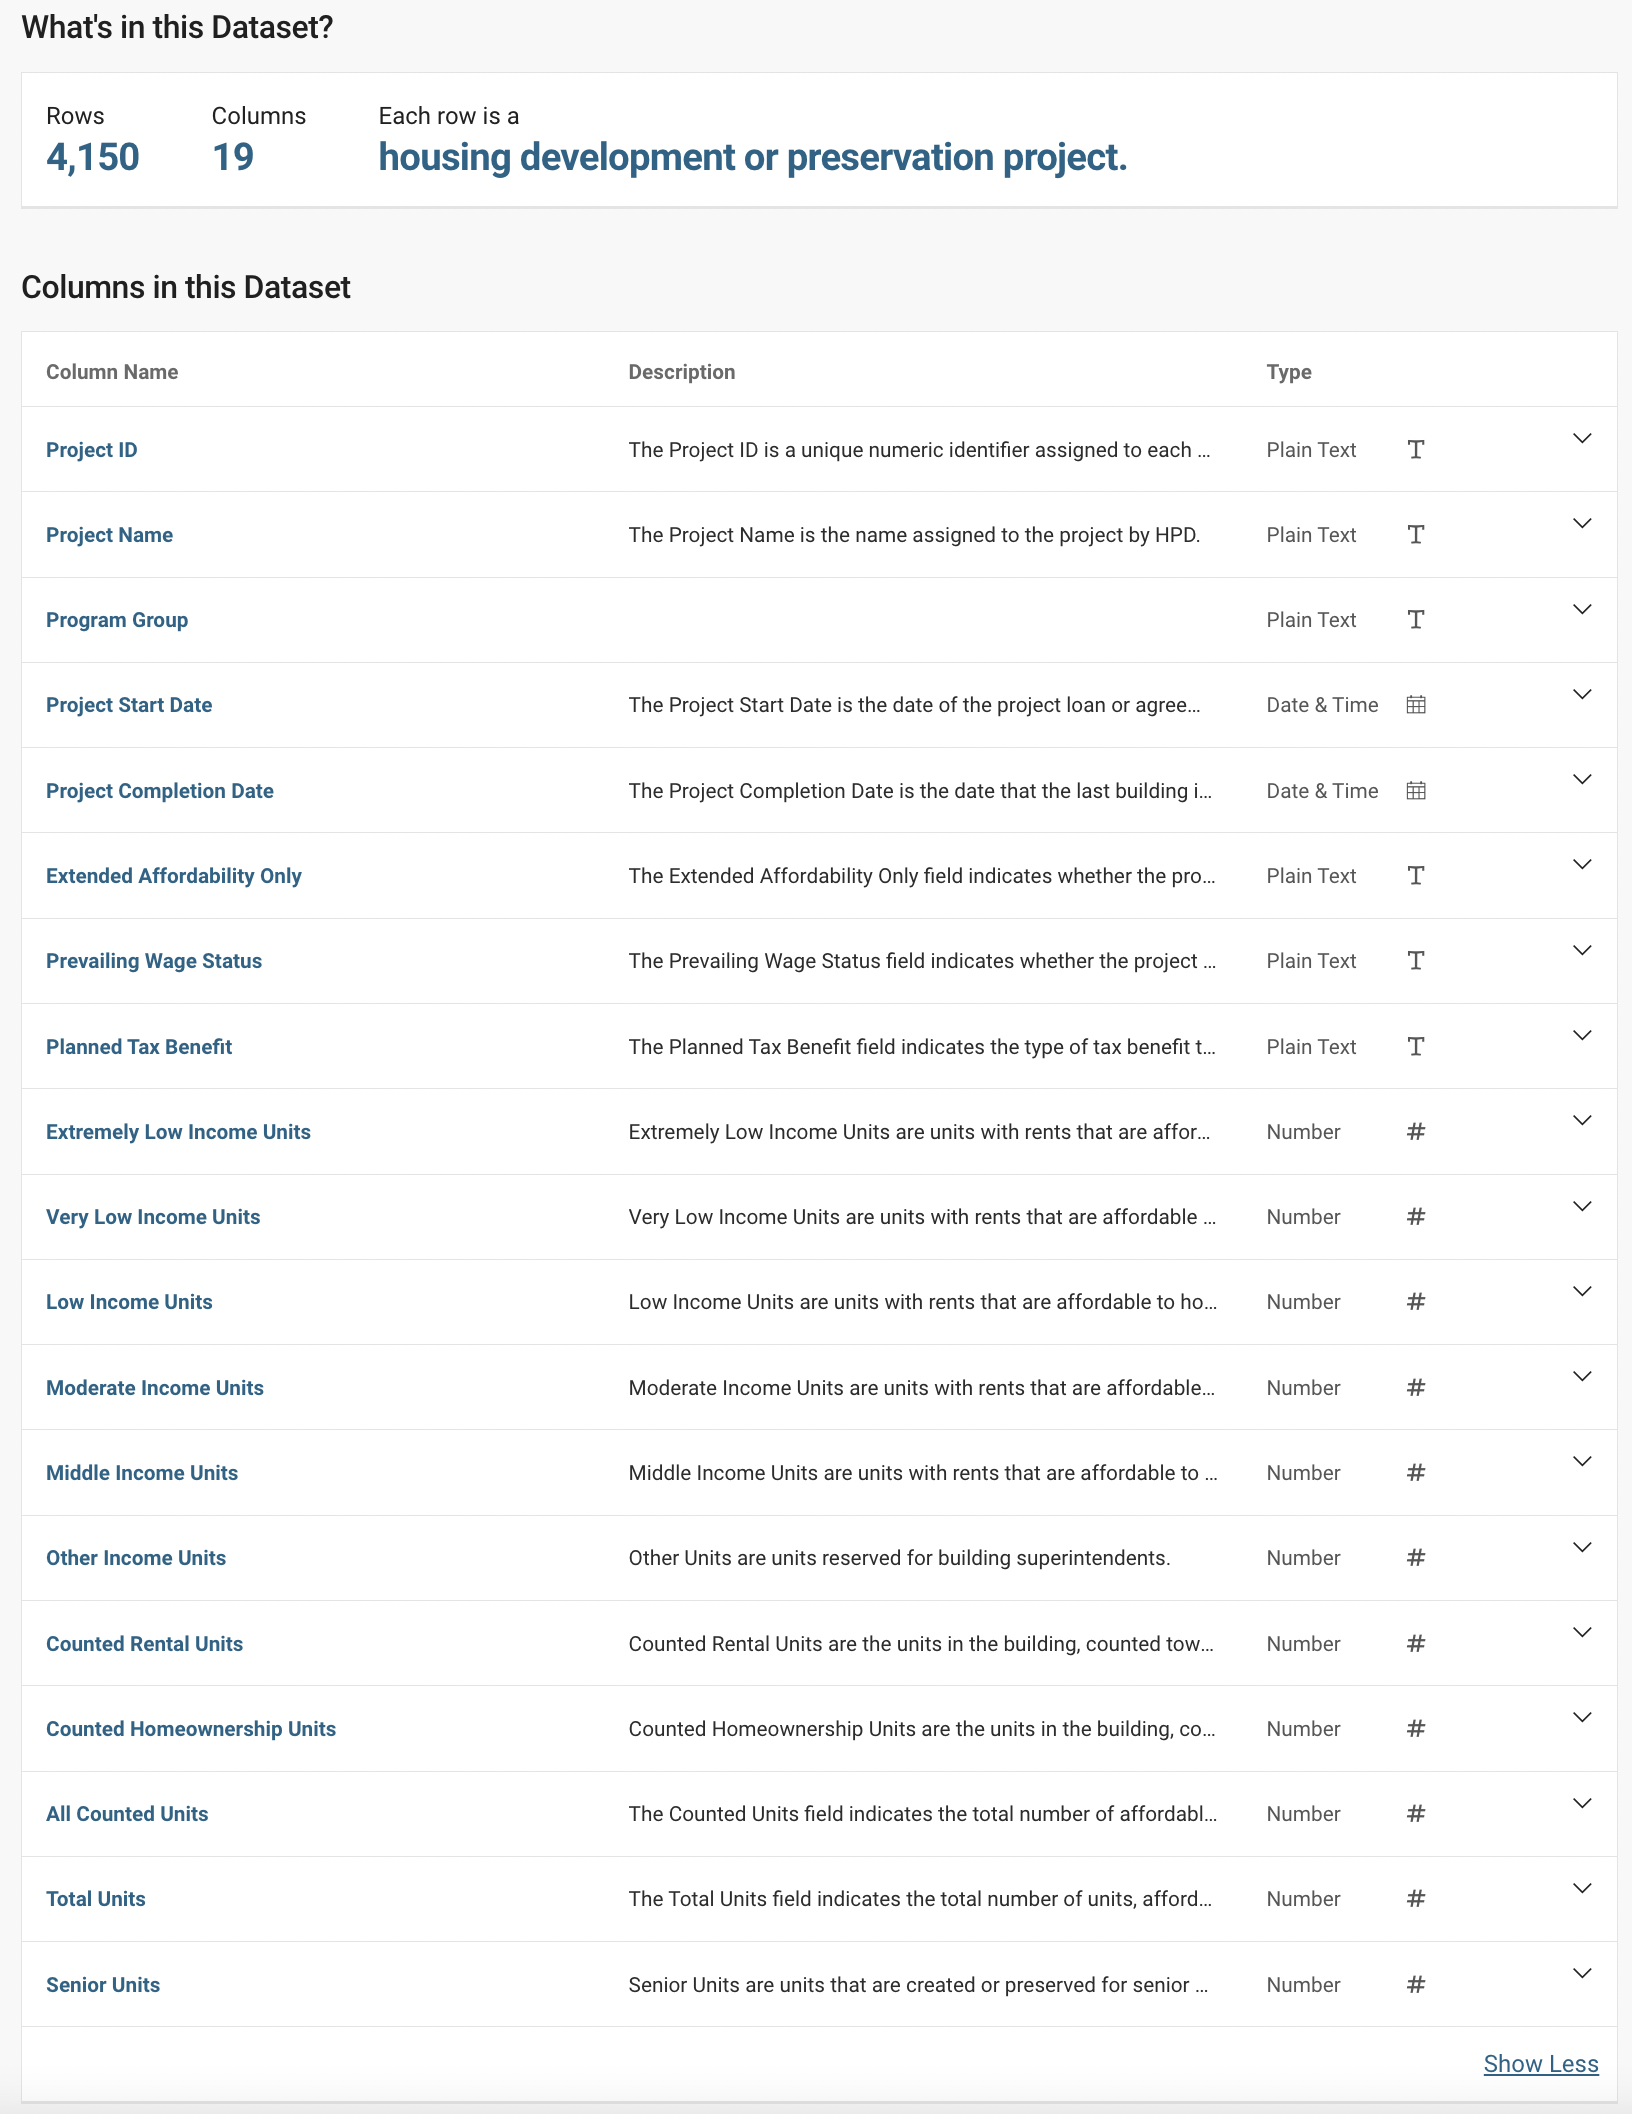 What's in this Dataset?
Rows Columns Each row is a
4,150 19 housing development or preservation project.
Columns in this Dataset
Column Name Description Type
Project ID The Project ID is a unique numeric identifier assigned to each ... Plain Text
Project Name The Project Name is the name assigned to the project by HPD. Plain Text
Program Group Plain Text
Project Start Date The Project Start Date is the date of the project loan or agree... Date & Time
Project Completion Date The Project Completion Date is the date that the last building i... Date & Time
Extended Affordability Only The Extended Affordability Only field indicates whether the pro... Plain Text
Prevailing Wage Status The Prevailing Wage Status field indicates whether the project ... Plain Text
Planned Tax Benefit The Planned Tax Benefit field indicates the type of tax benefit t... Plain Text
Extremely Low Income Units Extremely Low Income Units are units with rents that are affor... Number #
Very Low Income Units Very Low Income Units are units with rents that are affordable ... Number #
Low Income Units Low Income Units are units with rents that are affordable to ho... Number #
Moderate Income Units Moderate Income Units are units with rents that are affordable... Number #
Middle Income Units Middle Income Units are units with rents that are affordable to ... Number #
Other Income Units Other Units are units reserved for building superintendents. Number #
Counted Rental Units Counted Rental Units are the units in the building, counted tow... Number #
Counted Homeownership Units Counted Homeownership Units are the units in the building, co... Number #
All Counted Units The Counted Units field indicates the total number of affordabl... Number #
Total Units The Total Units field indicates the total number of units, afford... Number #
Senior Units Senior Units are units that are created or preserved for senior ... Number #
Show Less